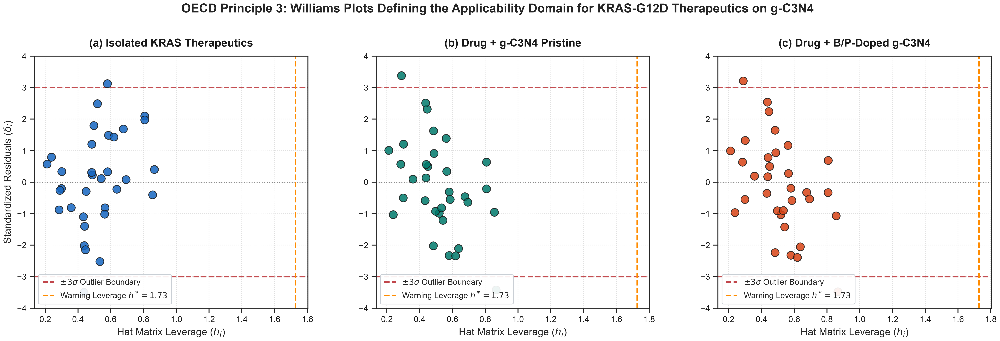 OECD Principle 3: Williams Plots Defining the Applicability Domain for KRAS-G12D Therapeutics on g-C3N4
(a) Isolated KRAS Therapeutics
Standardized Residuals (δᵢ)
4
3
2
1
0
−1
−2
−3
−4
±3σ Outlier Boundary
Warning Leverage h* = 1.73
0.2 0.4 0.6 0.8 1.0 1.2 1.4 1.6 1.8
Hat Matrix Leverage (hᵢ)
(b) Drug + g-C3N4 Pristine
4
3
2
1
0
−1
−2
−3
−4
±3σ Outlier Boundary
Warning Leverage h* = 1.73
0.2 0.4 0.6 0.8 1.0 1.2 1.4 1.6 1.8
Hat Matrix Leverage (hᵢ)
(c) Drug + B/P-Doped g-C3N4
4
3
2
1
0
−1
−2
−3
−4
±3σ Outlier Boundary
Warning Leverage h* = 1.73
0.2 0.4 0.6 0.8 1.0 1.2 1.4 1.6 1.8
Hat Matrix Leverage (hᵢ)